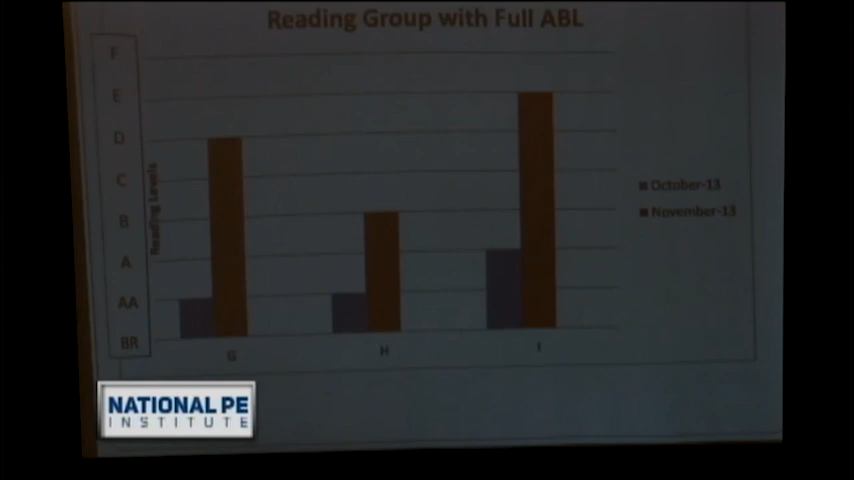 Reading Group with Full ABL
F
E
D
C
B
A
AA
BR
Reading Levels
October-13
November-13
G
H
I
NATIONAL PE
INSTITUTE